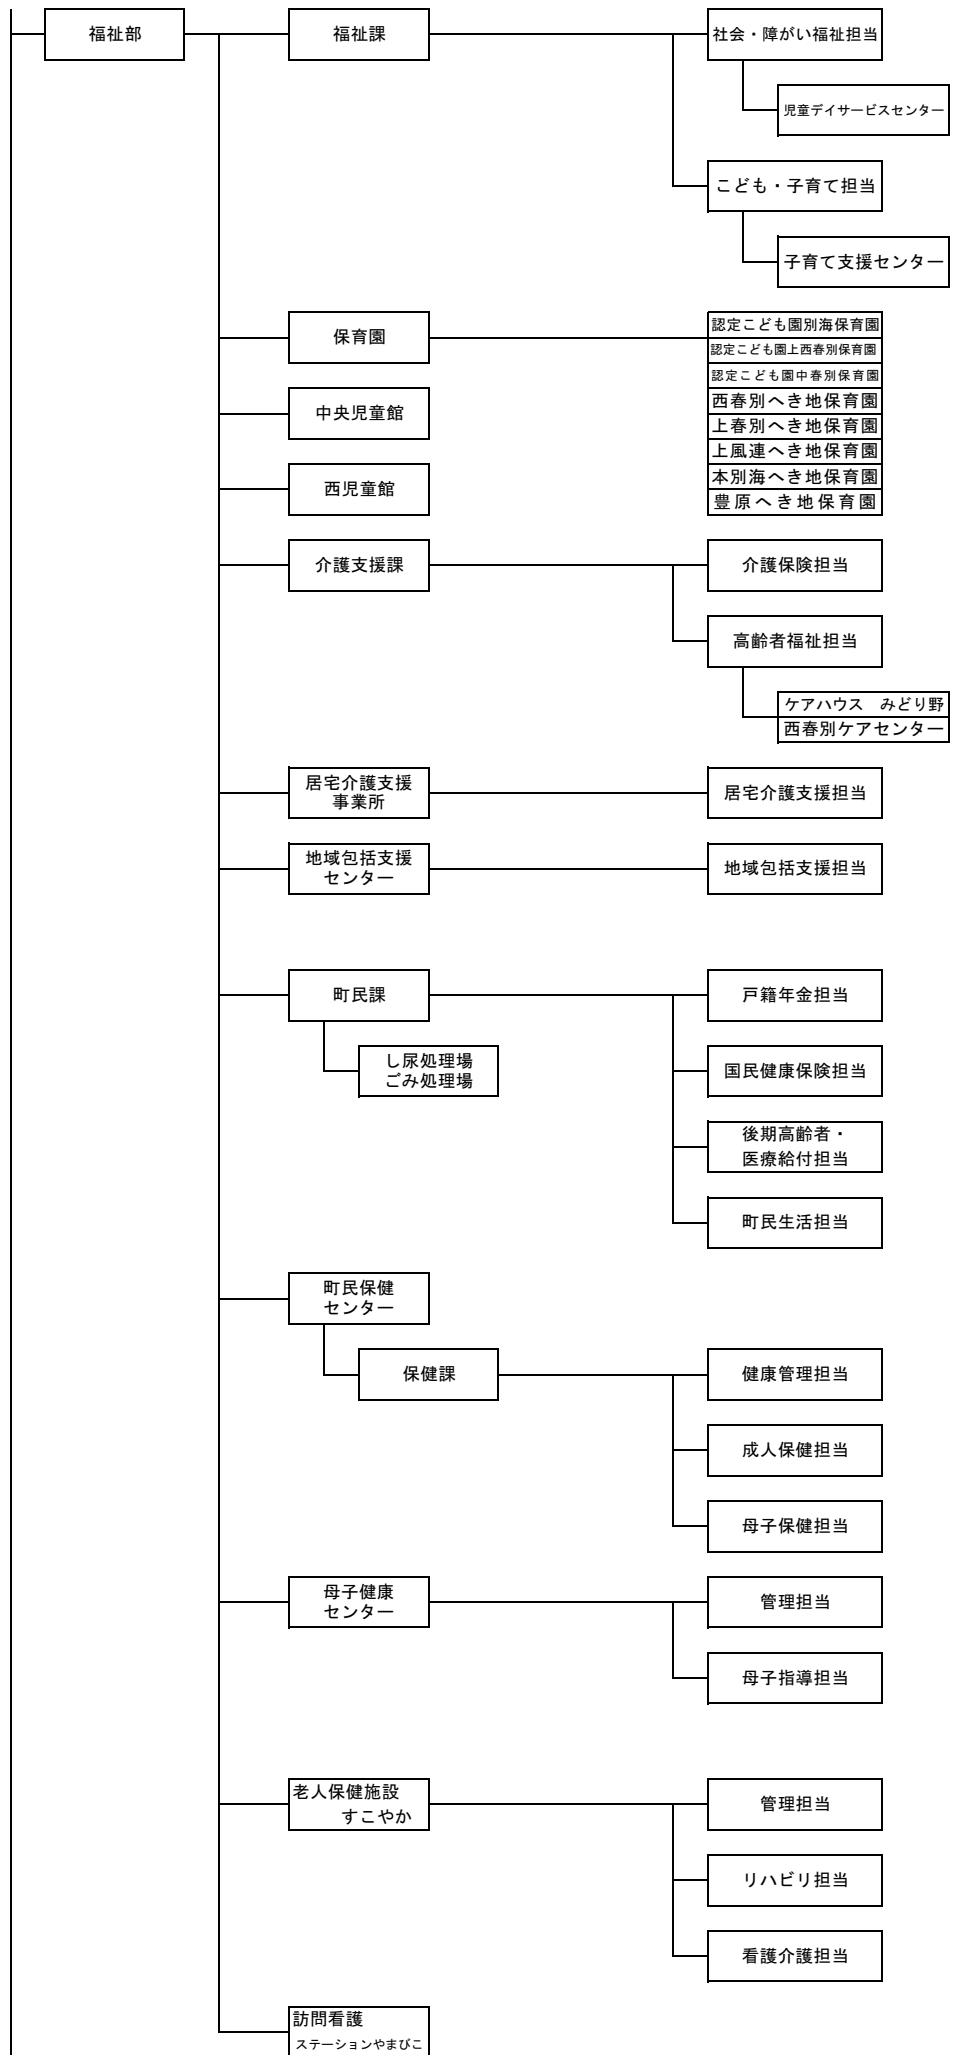 福祉部
福祉課
社会・障がい福祉担当
児童デイサービスセンター
こども・子育て担当
子育て支援センター
保育園
認定こども園別海保育園
認定こども園上西春別保育園
認定こども園中春別保育園
西春別へき地保育園
上春別へき地保育園
上風連へき地保育園
本別海へき地保育園
豊原へき地保育園
中央児童館
西児童館
介護支援課
介護保険担当
高齢者福祉担当
ケアハウス　みどり野
西春別ケアセンター
居宅介護支援
事業所
居宅介護支援担当
地域包括支援
センター
地域包括支援担当
町民課
し尿処理場
ごみ処理場
戸籍年金担当
国民健康保険担当
後期高齢者・
医療給付担当
町民生活担当
町民保健
センター
保健課
健康管理担当
成人保健担当
母子保健担当
母子健康
センター
管理担当
母子指導担当
老人保健施設
すこやか
管理担当
リハビリ担当
看護介護担当
訪問看護
ステーションやまびこ